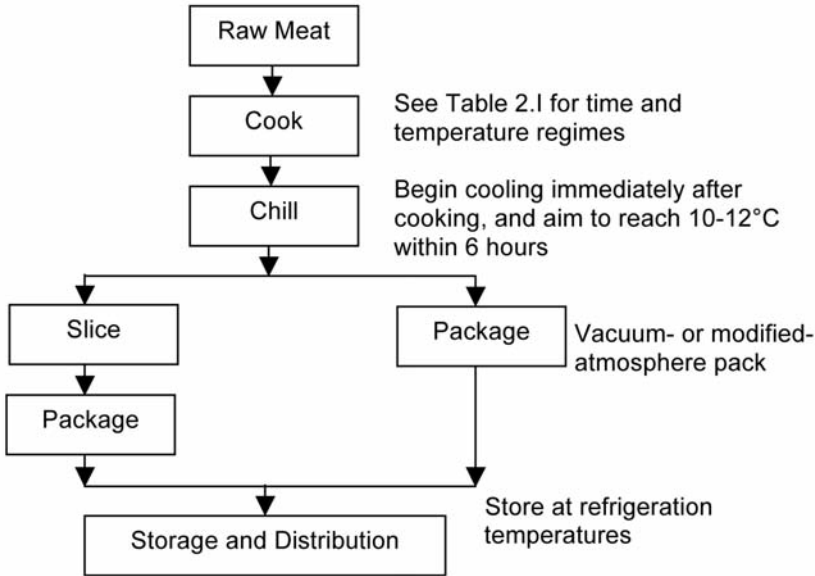 Raw Meat
Cook
See Table 2.I for time and
temperature regimes
Chill
Begin cooling immediately after
cooking, and aim to reach 10-12°C
within 6 hours
Slice
Package
Vacuum- or modified-
atmosphere pack
Package
Store at refrigeration
temperatures
Storage and Distribution